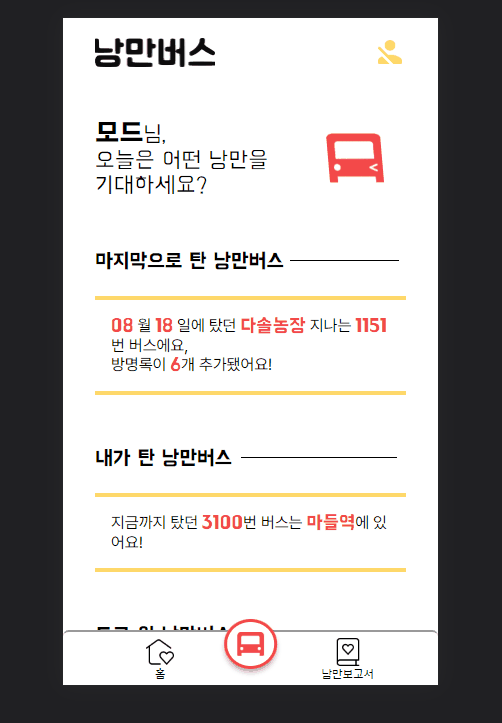 낭만버스
모드님,
오늘은 어떤 낭만을
기대하세요?
마지막으로 탄 낭만버스
08 월 18 일에 탔던 다솔농장 지나는 1151
번 버스에요,
방명록이 6개 추가됐어요!
내가 탄 낭만버스
지금까지 탔던 3100번 버스는 마들역에 있
어요!
낭만버스
홈
낭만보고서